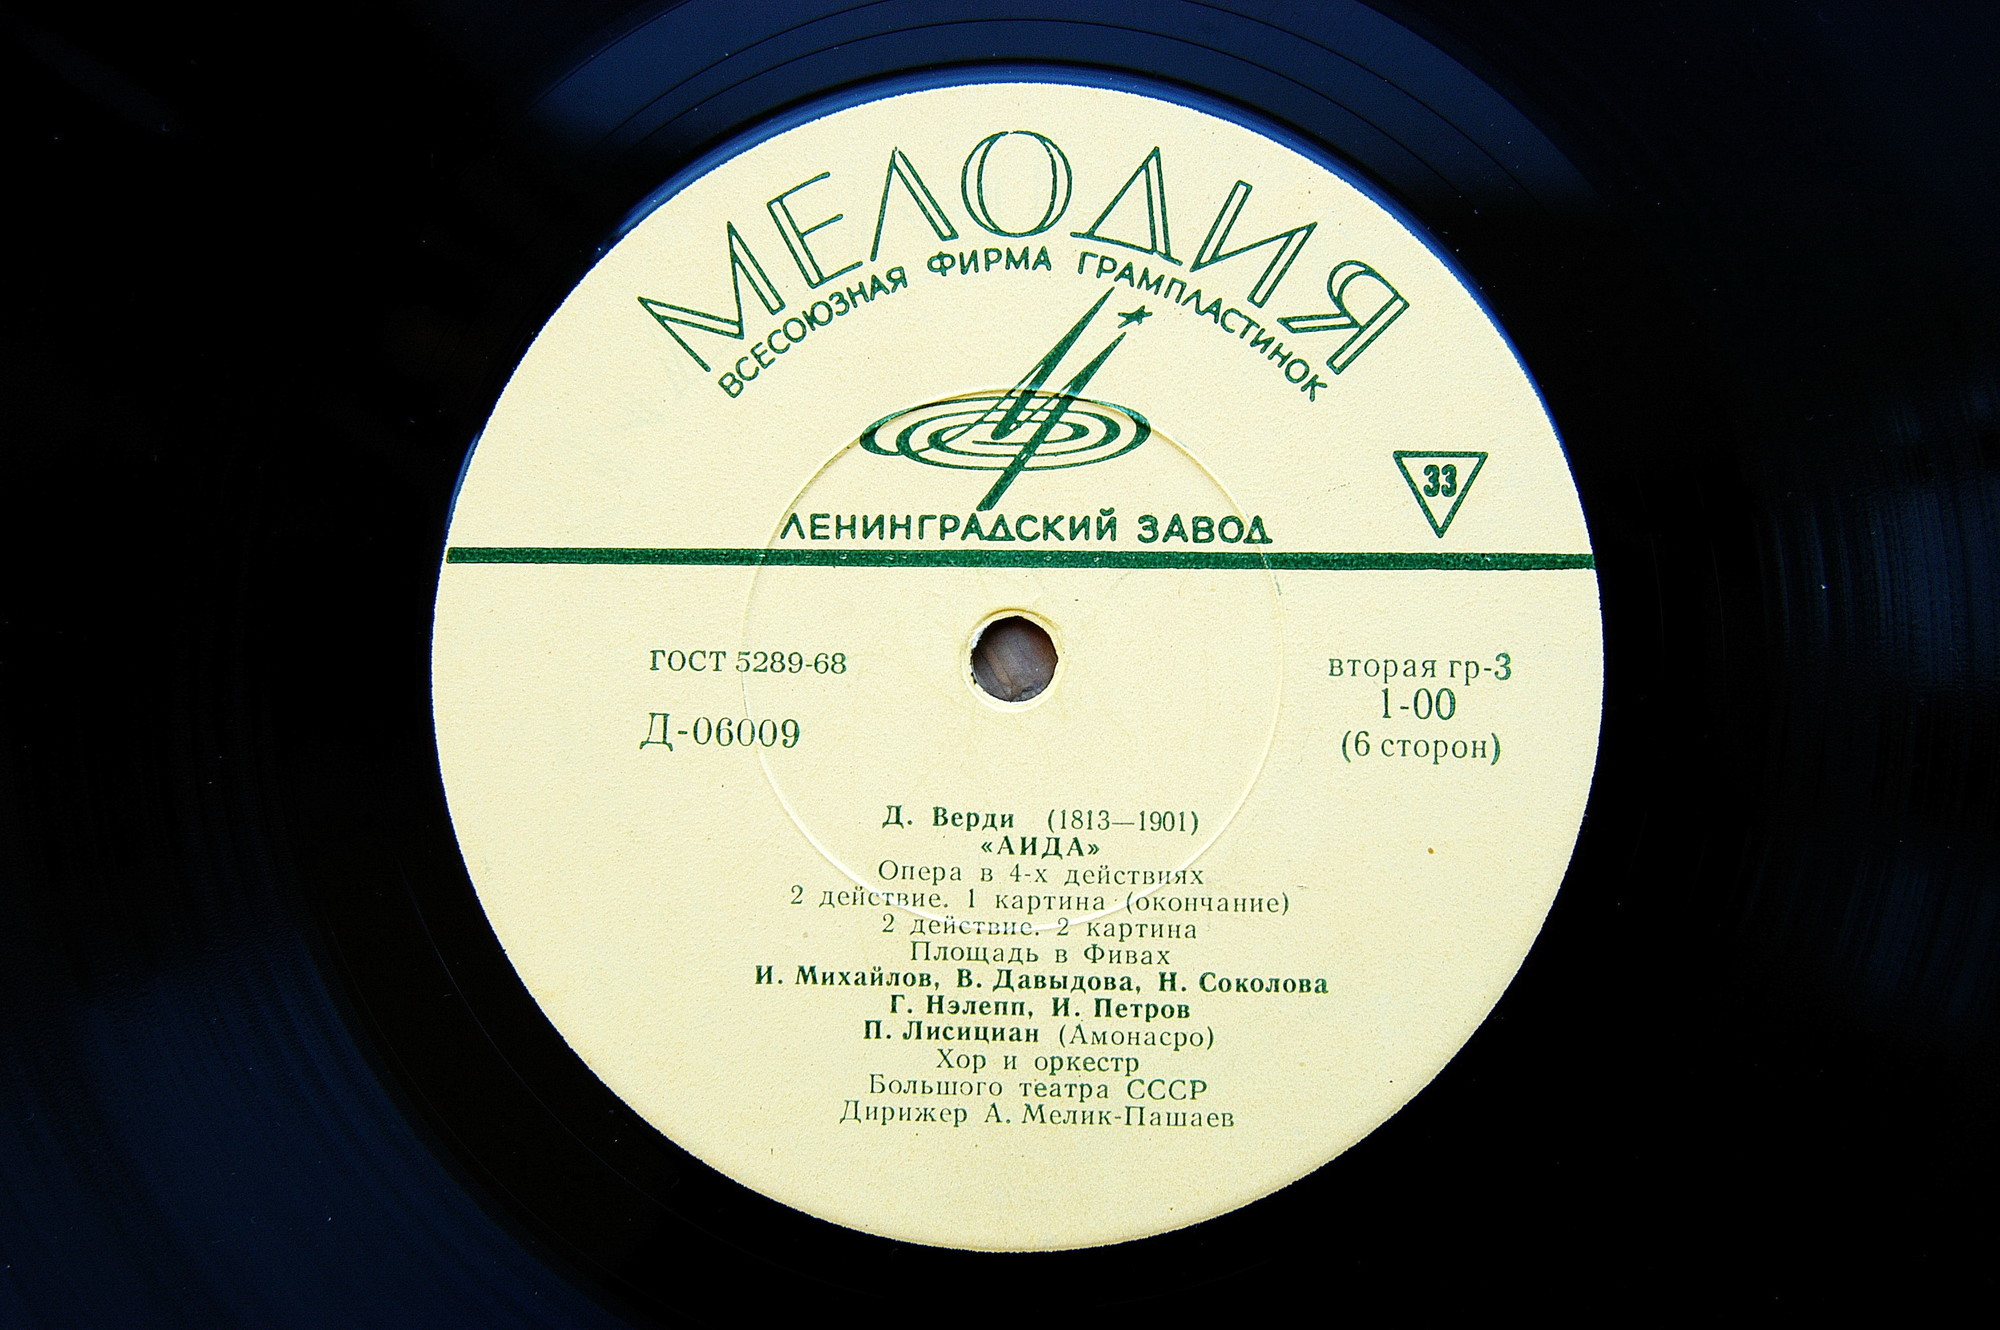 МЕЛОДИЯ
ВСЕСОЮЗНАЯ ФИРМА ГРАМПЛАСТИНОК
33
ЛЕНИНГРАДСКИЙ ЗАВОД
ГОСТ 5289-68
Д-06009
вторая гр-3
1-00
(6 сторон)
Д. Верди (1813—1901)
«АИДА»
Опера в 4-х действиях
2 действие. 1 картина (окончание)
2 действие. 2 картина
Площадь в Фивах
И. Михайлов, В. Давыдова, Н. Соколова
Г. Нэлепп, И. Петров
П. Лисициан (Амонасро)
Хор и оркестр
Большого театра СССР
Дирижер А. Мелик-Пашаев